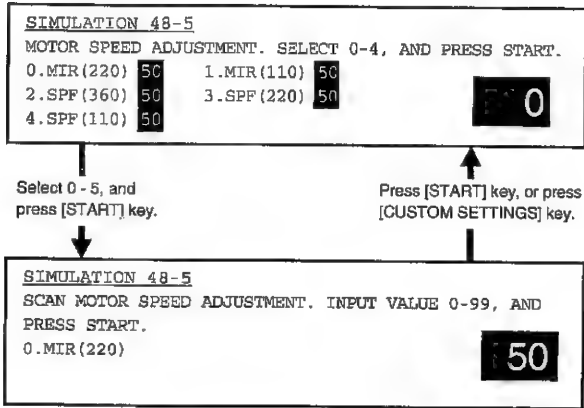 SIMULATION 48-5
MOTOR SPEED ADJUSTMENT. SELECT 0-4, AND PRESS START.
0.MIR(220) 50 1.MIR(110) 50
2.SPF(360) 50 3.SPF(220) 50
4.SPF(110) 50
0
Select 0 - 5, and
press [START] key.
Press [START] key, or press
[CUSTOM SETTINGS] key.
SIMULATION 48-5
SCAN MOTOR SPEED ADJUSTMENT. INPUT VALUE 0-99, AND
PRESS START.
0.MIR(220)
50